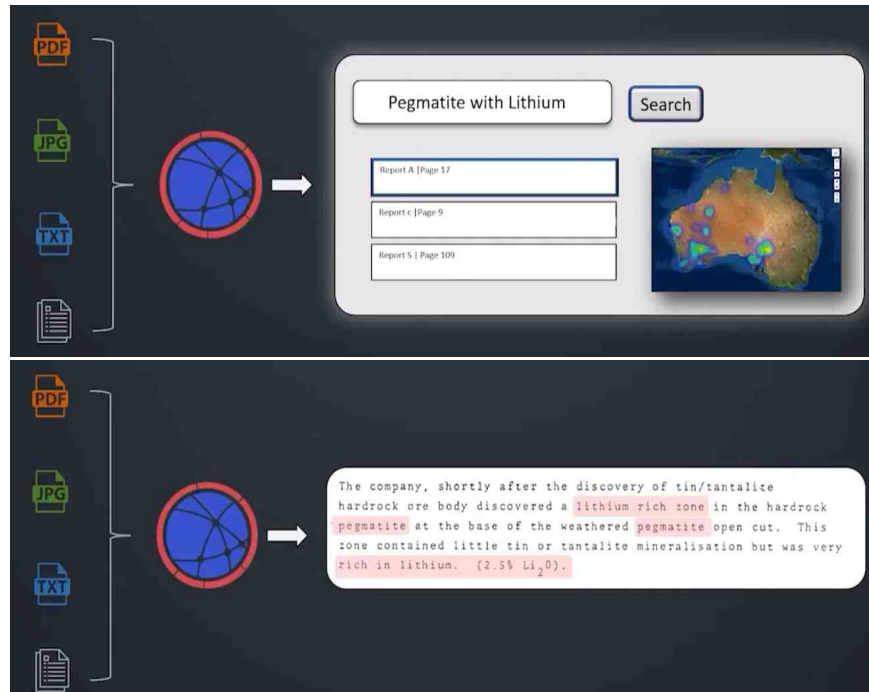 PDF
JPG
TXT
Pegmatite with Lithium
Search
Report A |Page 17
Report c |Page 9
Report S | Page 109
PDF
JPG
TXT
The company, shortly after the discovery of tin/tantalite
hardrock ore body discovered a lithium rich zone in the hardrock
pegmatite at the base of the weathered pegmatite open cut. This
zone contained little tin or tantalite mineralisation but was very
rich in lithium. (2.5% Li₂O).